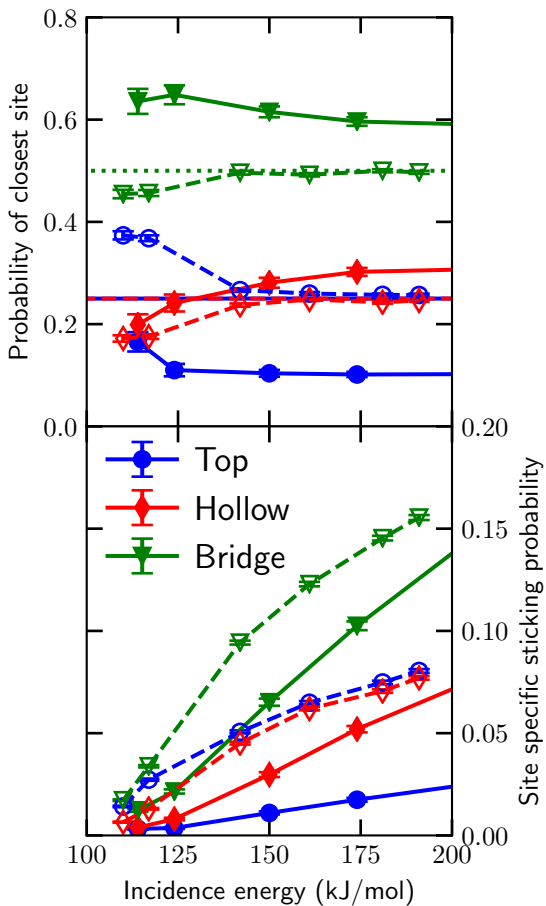 0.8
0.6
0.4
0.2
0.0
Probability of closest site
0.20
0.15
0.10
0.05
0.00
Site specific sticking probability
Top
Hollow
Bridge
100
125
150
175
200
Incidence energy (kJ/mol)